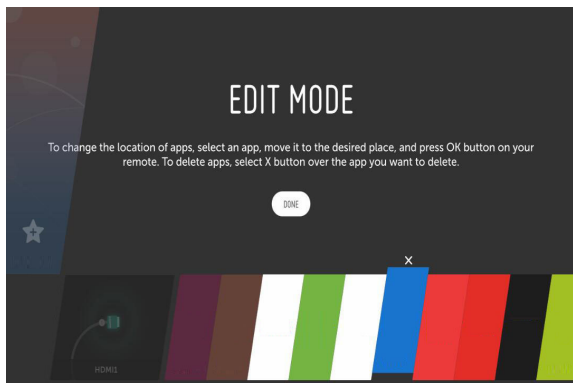 EDIT MODE
To change the location of apps, select an app, move it to the desired place, and press OK button on your
remote. To delete apps, select X button over the app you want to delete.
DONE
X
HDMI1